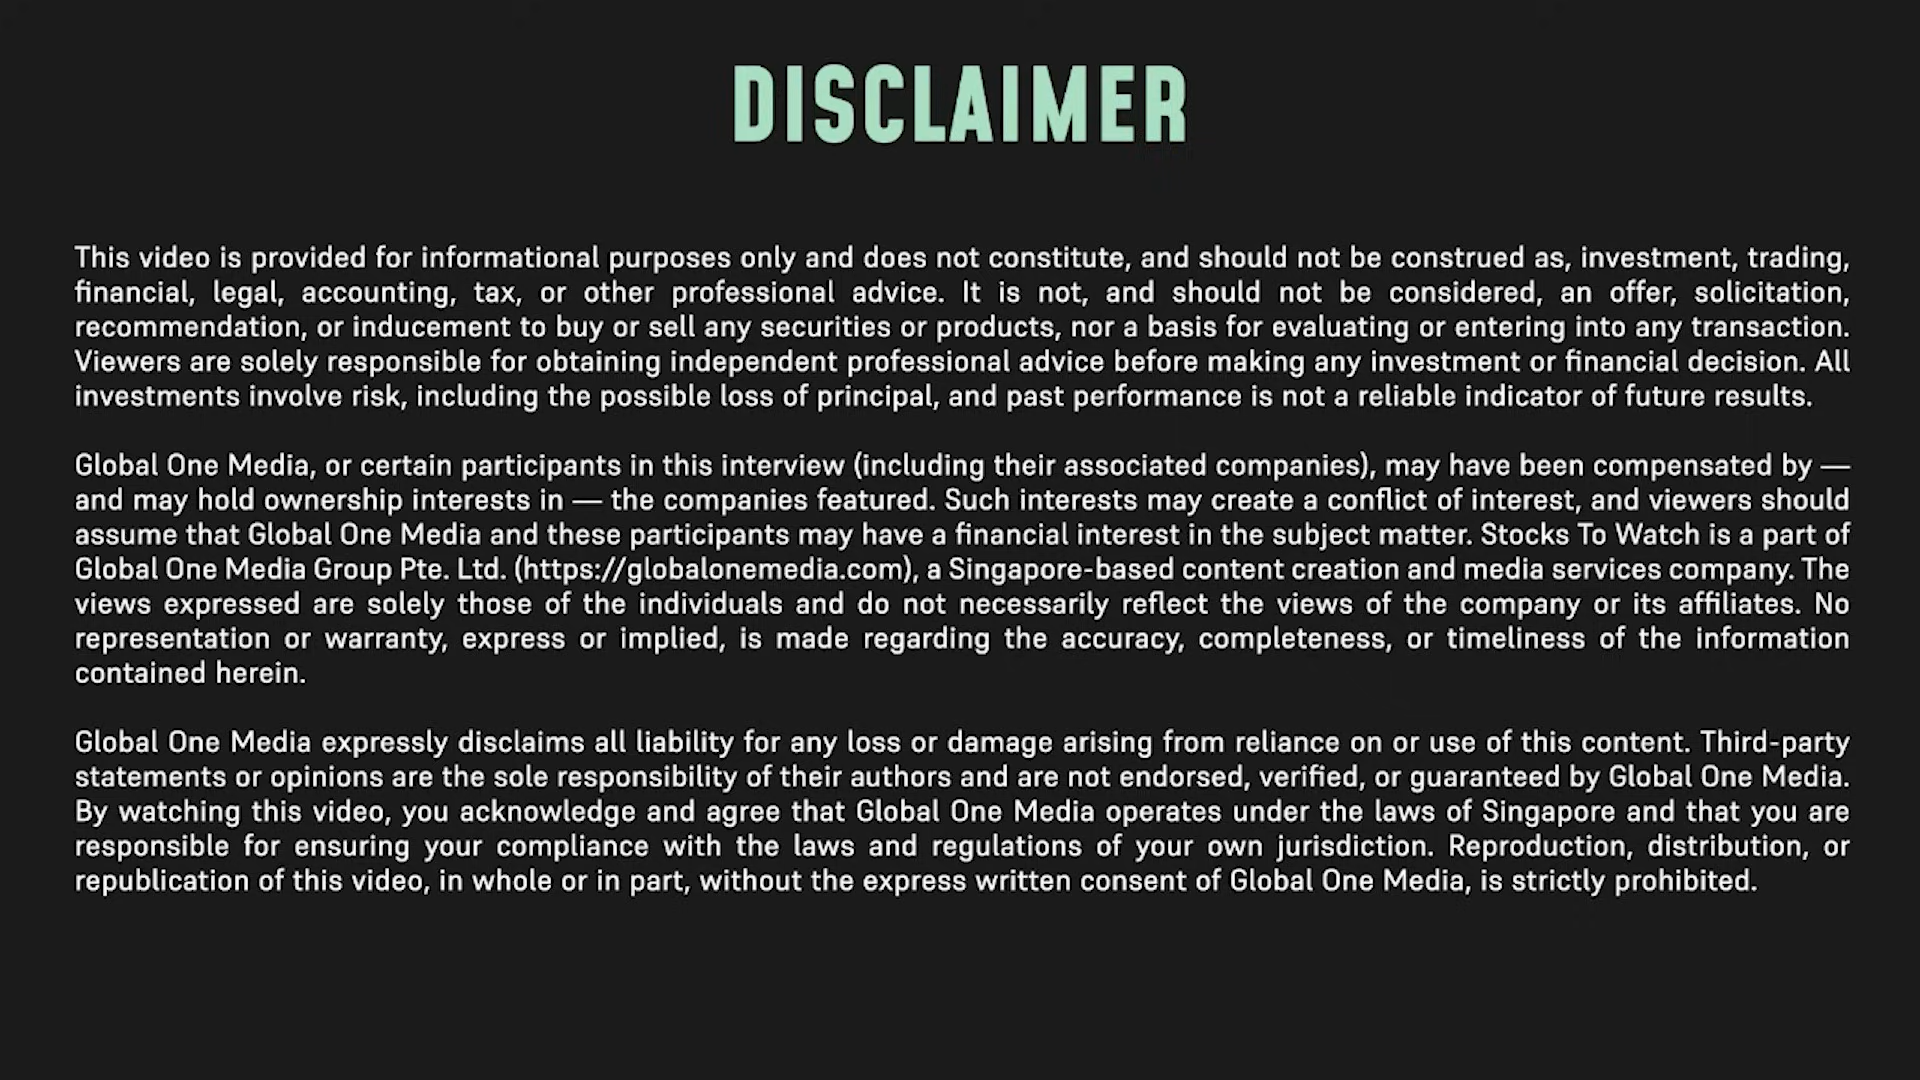 DISCLAIMER
This video is provided for informational purposes only and does not constitute, and should not be construed as, investment, trading,
financial, legal, accounting, tax, or other professional advice. It is not, and should not be considered, an offer, solicitation,
recommendation, or inducement to buy or sell any securities or products, nor a basis for evaluating or entering into any transaction.
Viewers are solely responsible for obtaining independent professional advice before making any investment or financial decision. All
investments involve risk, including the possible loss of principal, and past performance is not a reliable indicator of future results.
Global One Media, or certain participants in this interview (including their associated companies), may have been compensated by —
and may hold ownership interests in — the companies featured. Such interests may create a conflict of interest, and viewers should
assume that Global One Media and these participants may have a financial interest in the subject matter. Stocks To Watch is a part of
Global One Media Group Pte. Ltd. (https://globalonemedia.com), a Singapore-based content creation and media services company. The
views expressed are solely those of the individuals and do not necessarily reflect the views of the company or its affiliates. No
representation or warranty, express or implied, is made regarding the accuracy, completeness, or timeliness of the information
contained herein.
Global One Media expressly disclaims all liability for any loss or damage arising from reliance on or use of this content. Third-party
statements or opinions are the sole responsibility of their authors and are not endorsed, verified, or guaranteed by Global One Media.
By watching this video, you acknowledge and agree that Global One Media operates under the laws of Singapore and that you are
responsible for ensuring your compliance with the laws and regulations of your own jurisdiction. Reproduction, distribution, or
republication of this video, in whole or in part, without the express written consent of Global One Media, is strictly prohibited.